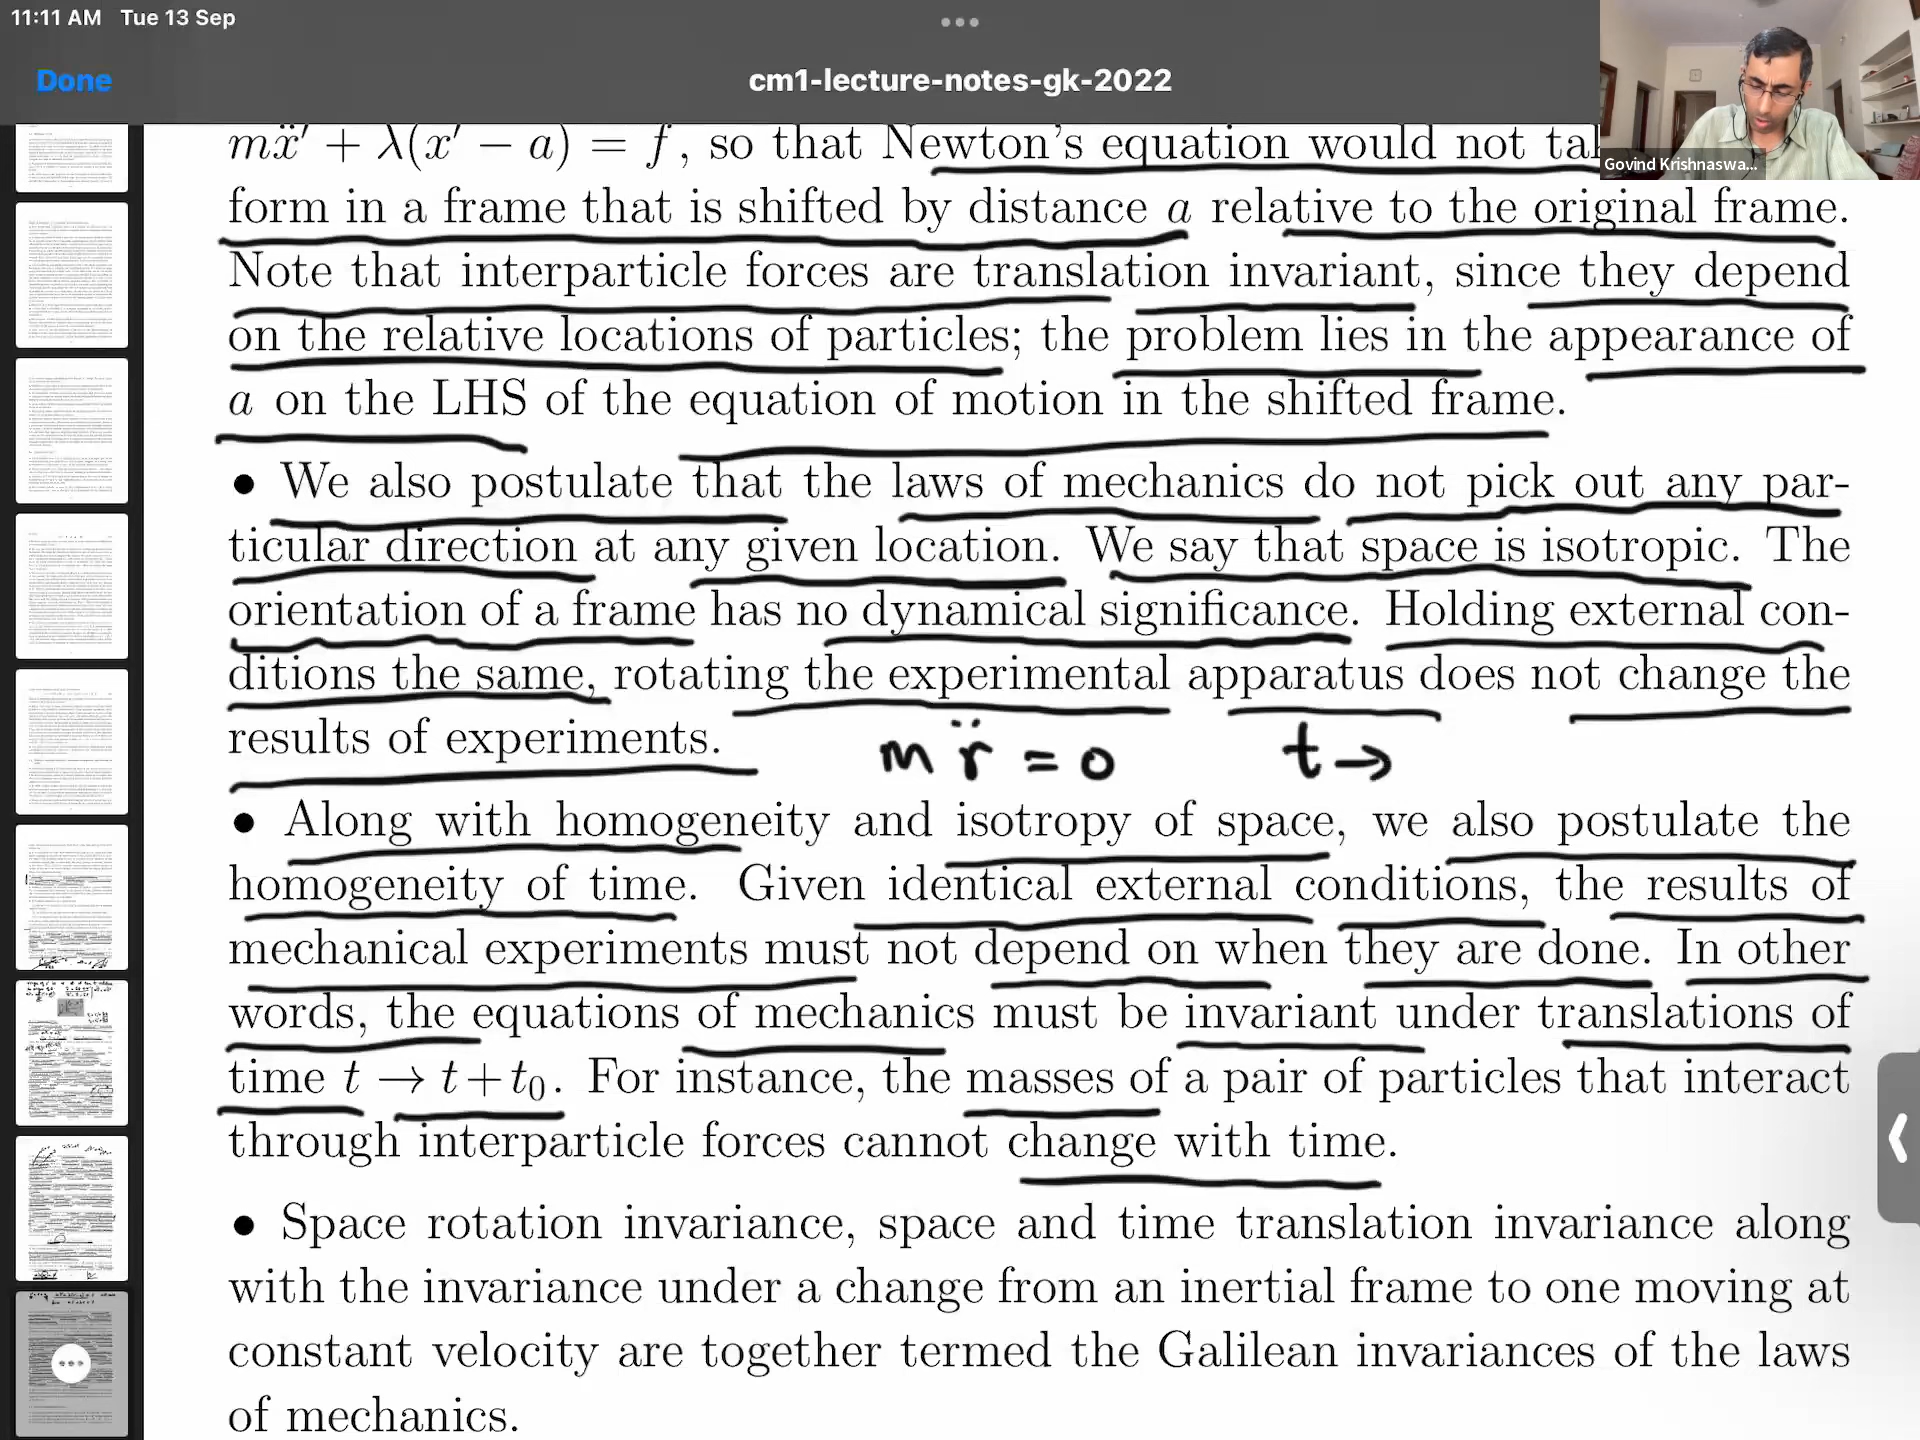 11:11 AM Tue 13 Sep
Done
cm1-lecture-notes-gk-2022
Govind Krishnaswa...
mẍ′ + λ(x′ − a) = f, so that Newton's equation would not
form in a frame that is shifted by distance a relative to the original frame.
Note that interparticle forces are translation invariant, since they depend
on the relative locations of particles; the problem lies in the appearance of
a on the LHS of the equation of motion in the shifted frame.
• We also postulate that the laws of mechanics do not pick out any par-
ticular direction at any given location. We say that space is isotropic. The
orientation of a frame has no dynamical significance. Holding external con-
ditions the same, rotating the experimental apparatus does not change the
results of experiments.
m r̈ = 0 t →
• Along with homogeneity and isotropy of space, we also postulate the
homogeneity of time. Given identical external conditions, the results of
mechanical experiments must not depend on when they are done. In other
words, the equations of mechanics must be invariant under translations of
time t → t + t₀. For instance, the masses of a pair of particles that interact
through interparticle forces cannot change with time.
• Space rotation invariance, space and time translation invariance along
with the invariance under a change from an inertial frame to one moving at
constant velocity are together termed the Galilean invariances of the laws
of mechanics.